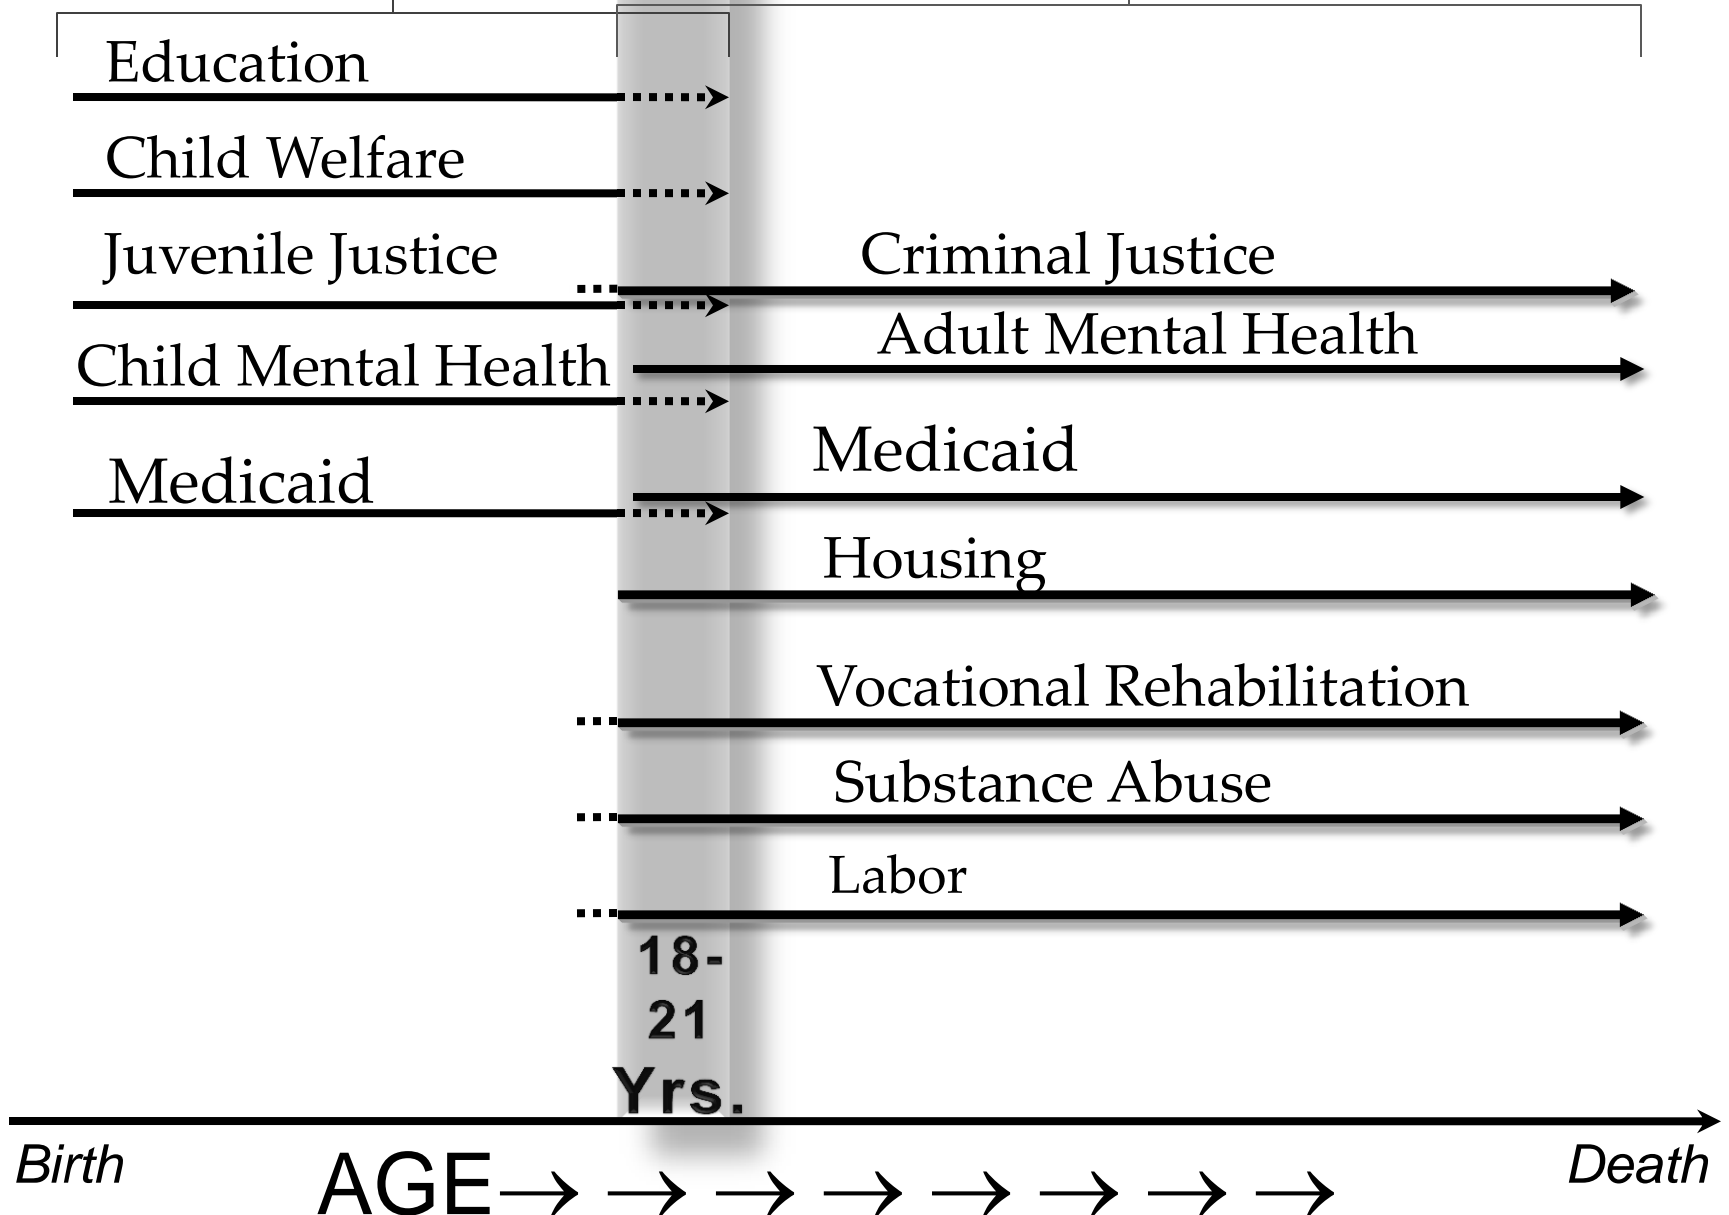 Education
Child Welfare
Juvenile Justice
Criminal Justice
Adult Mental Health
Child Mental Health
Medicaid
Medicaid
Housing
Vocational Rehabilitation
Substance Abuse
Labor
18-
21
Yrs.
Birth
Death
AGE→ → → → → → → →